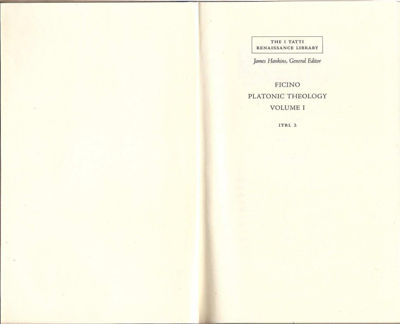 THE I TATTI
RENAISSANCE LIBRARY
James Hankins, General Editor
FICINO
PLATONIC THEOLOGY
VOLUME I
ITRL 2